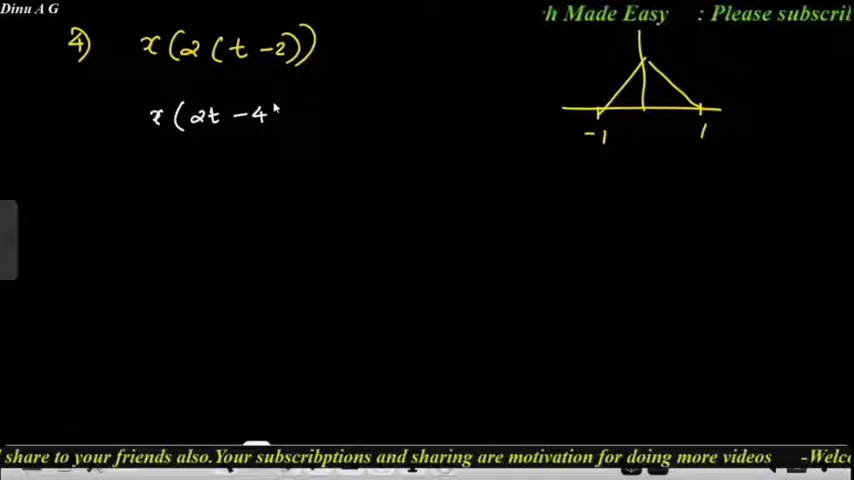 Dinu A G
h Made Easy : Please subscril
4) x(2(t-2))
x(2t-4
-1 1
share to your friends also.Your subscribptions and sharing are motivation for doing more videos -Welc